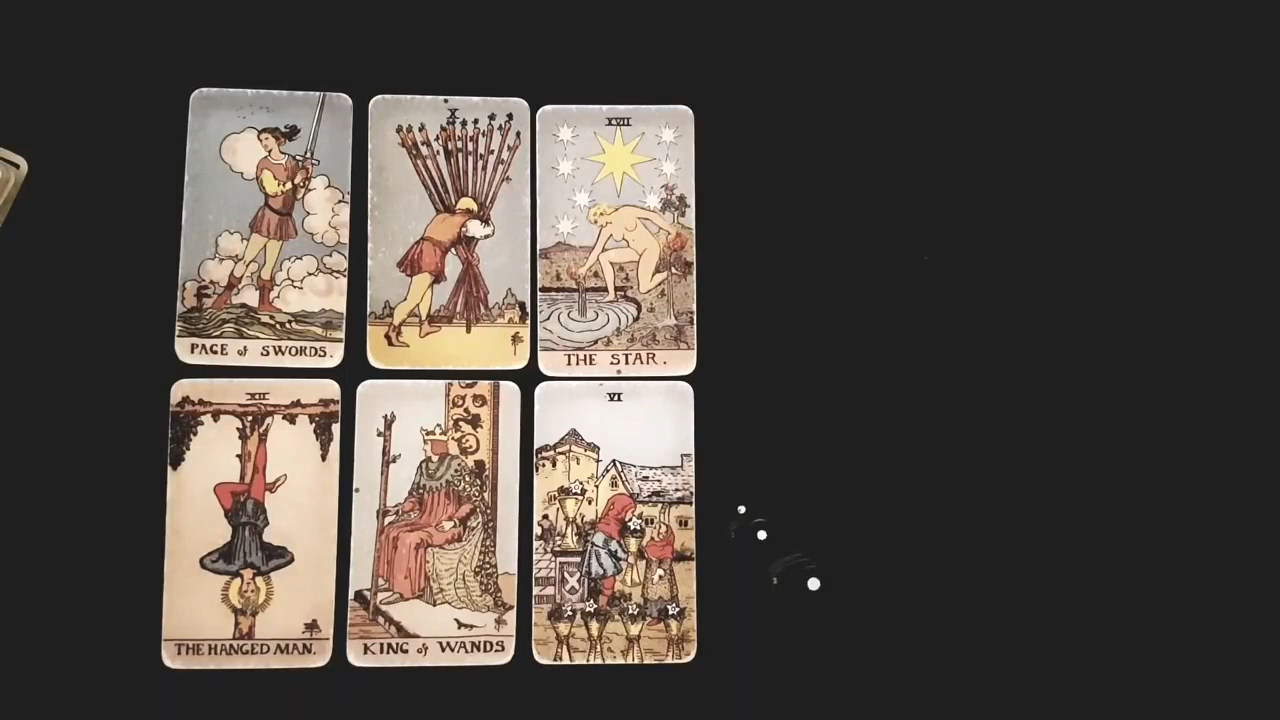 X
XVII
PAGE of SWORDS.
THE STAR.
XII
VI
THE HANGED MAN.
KING of WANDS